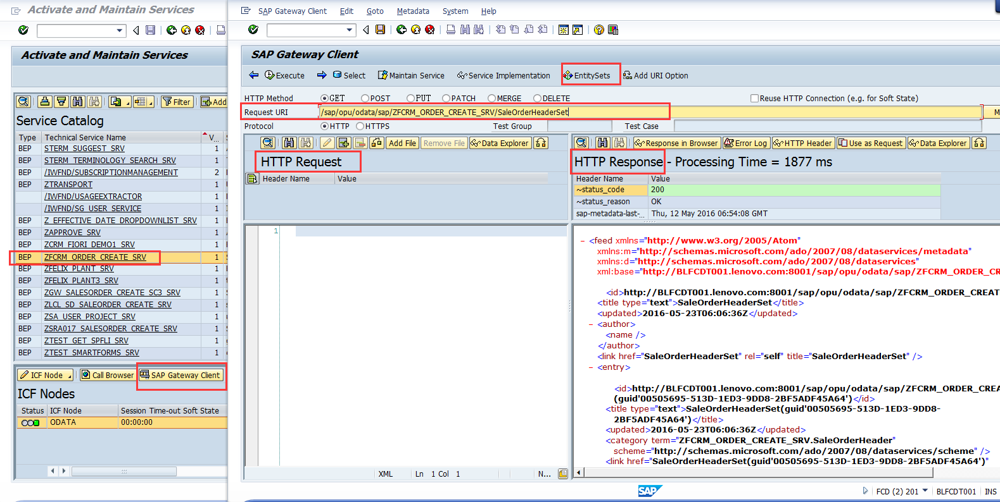 Activate and Maintain Services
Activate and Maintain Services
Filter
Add
Service Catalog
Type Technical Service Name V...
BEP STERM_SUGGEST_SRV 1
BEP STERM_TERMINOLOGY_SEARCH_SRV 1
BEP /IWFND/SUBSCRIPTIONMANAGEMENT 2
BEP ZTRANSPORT 1
/IWFND/USAGEEXTRACTOR 1
/IWFND/SG_USER_SERVICE 1
BEP Z_EFFECTIVE_DATE_DROPDOWNLIST_SRV 1
BEP ZAPPROVE_SRV 1
BEP ZCRM_FIORI_DEMO1_SRV 1
BEP ZFCRM_ORDER_CREATE_SRV 1
BEP ZFELIX_PLANT_SRV 1
BEP ZFELIX_PLANT3_SRV 1
BEP ZGW_SALESORDER_CREATE_SC3_SRV 1
BEP ZLCL_SD_SALEORDER_CREATE_SRV 1
BEP ZSA_USER_PROJECT_SRV 1
BEP ZSRA017_SALESORDER_CREATE_SRV 1
BEP ZTEST_GET_SPFLI_SRV 1
BEP ZTEST_SMARTFORMS_SRV 1
ICF Node Call Browser SAP Gateway Client
ICF Nodes
Status ICF Node Session Time-out Soft State
ODATA 00:00:00
SAP Gateway Client Edit Goto Metadata System Help
SAP Gateway Client
Execute Select Maintain Service Service Implementation EntitySets Add URI Option
HTTP Method GET POST PUT PATCH MERGE DELETE Reuse HTTP Connection (e.g. for Soft State)
Request URI /sap/opu/odata/sap/ZFCRM_ORDER_CREATE_SRV/SaleOrderHeaderSet M
Protocol HTTP HTTPS Test Group Test Case
Add File Remove File Data Explorer
HTTP Request
Header Name Value
1
XML Ln 1 Col 1 N...
Response in Browser Error Log HTTP Header Use as Request Data Explorer
HTTP Response - Processing Time = 1877 ms
Header Name Value
~status_code 200
~status_reason OK
sap-metadata-last-... Thu, 12 May 2016 06:54:08 GMT
- <feed xmlns="http://www.w3.org/2005/Atom"
xmlns:m="http://schemas.microsoft.com/ado/2007/08/dataservices/metadata"
xmlns:d="http://schemas.microsoft.com/ado/2007/08/dataservices"
xml:base="http://BLFCDT001.lenovo.com:8001/sap/opu/odata/sap/ZFCRM_ORDER_CR
<id>http://BLFCDT001.lenovo.com:8001/sap/opu/odata/sap/ZFCRM_ORDER_CREAT
<title type="text">SaleOrderHeaderSet</title>
<updated>2016-05-23T06:06:36Z</updated>
- <author>
<name />
</author>
<link href="SaleOrderHeaderSet" rel="self" title="SaleOrderHeaderSet" />
- <entry>
<id>http://BLFCDT001.lenovo.com:8001/sap/opu/odata/sap/ZFCRM_ORDER_CREA
(guid'00505695-513D-1ED3-9DD8-2BF5ADF45A64')</id>
<title type="text">SaleOrderHeaderSet(guid'00505695-513D-1ED3-9DD8-
2BF5ADF45A64')</title>
<updated>2016-05-23T06:06:36Z</updated>
<category term="ZFCRM_ORDER_CREATE_SRV.SaleOrderHeader"
scheme="http://schemas.microsoft.com/ado/2007/08/dataservices/scheme" />
<link href="SaleOrderHeaderSet(guid'00505695-513D-1ED3-9DD8-2BF5ADF45A64')"
SAP
FCD (2) 201 BLFCDT001 INS